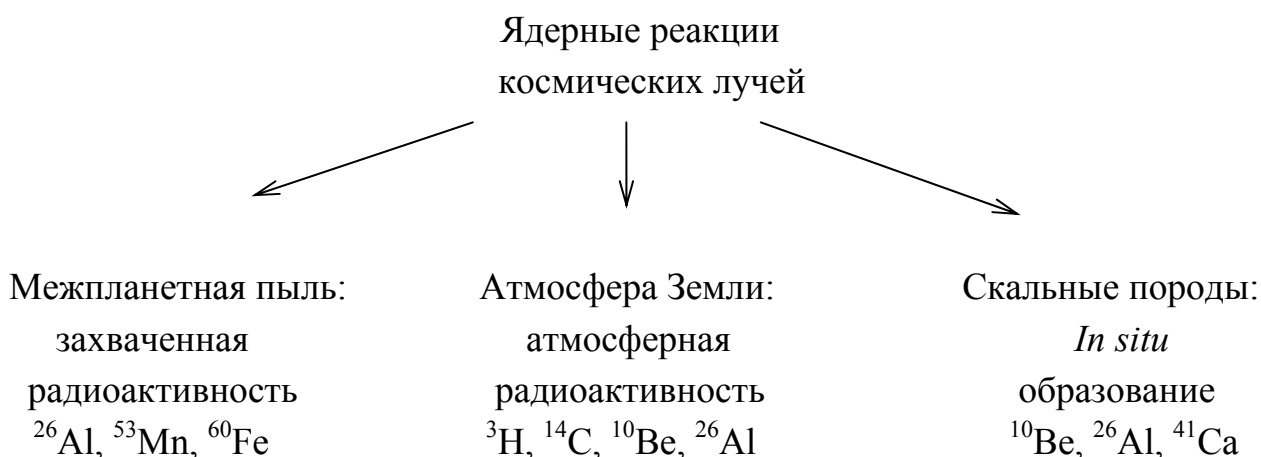 Ядерные реакции
космических лучей
Межпланетная пыль:
захваченная
радиоактивность
²⁶Al, ⁵³Mn, ⁶⁰Fe
Атмосфера Земли:
атмосферная
радиоактивность
³H, ¹⁴C, ¹⁰Be, ²⁶Al
Скальные породы:
In situ
образование
¹⁰Be, ²⁶Al, ⁴¹Ca